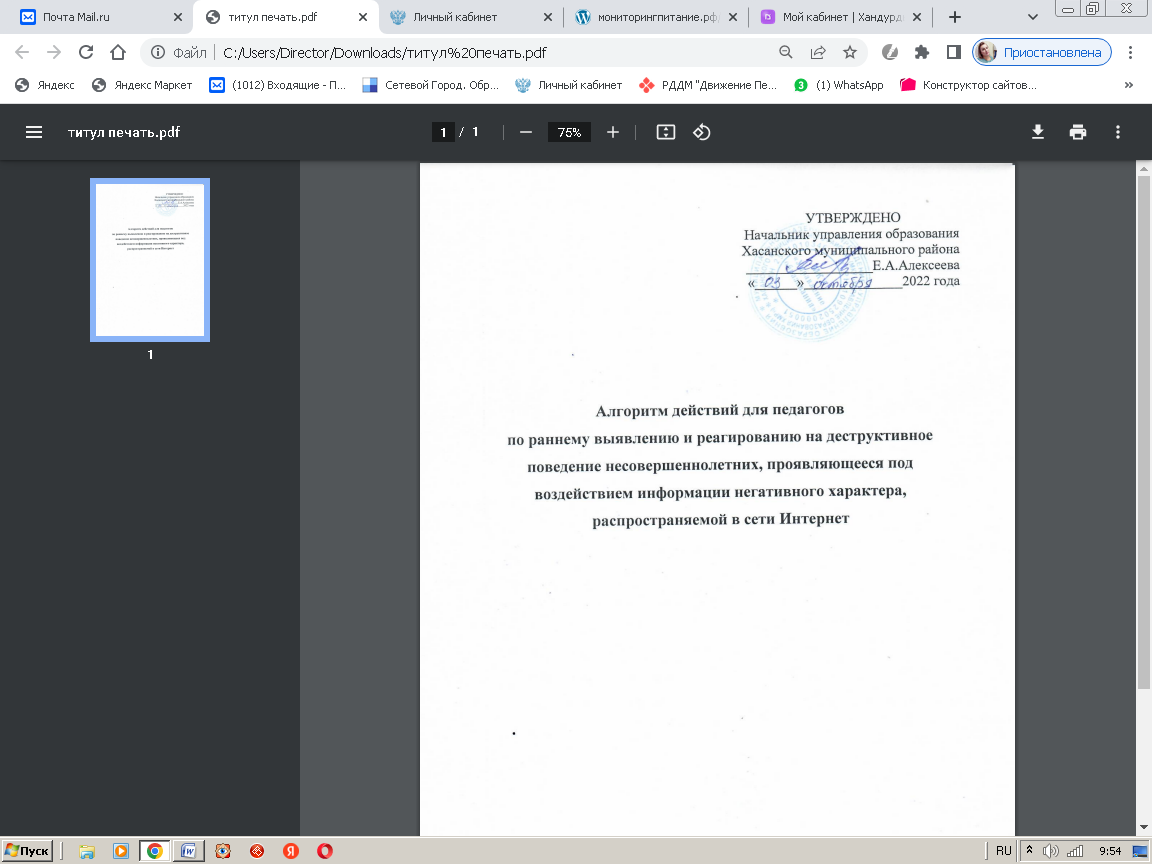 Почта Mail.ru
титул печать.pdf
Личный кабинет
мониторингпитание.рф
Мой кабинет | Хандурд
Файл
C:/Users/Director/Downloads/титул%20печать.pdf
Приостановлена
Яндекс
Яндекс Маркет
(1012) Входящие - П...
Сетевой Город. Обр...
Личный кабинет
РДДМ "Движение Пе...
(1) WhatsApp
Конструктор сайтов...
»
титул печать.pdf
1 / 1
75%
1
УТВЕРЖДЕНО
Начальник управления образования
Хасанского муниципального района
Е.А.Алексеева
« 03 » октября 2022 года
Алгоритм действий для педагогов
по раннему выявлению и реагированию на деструктивное
поведение несовершеннолетних, проявляющееся под
воздействием информации негативного характера,
распространяемой в сети Интернет
Пуск
RU
9:54